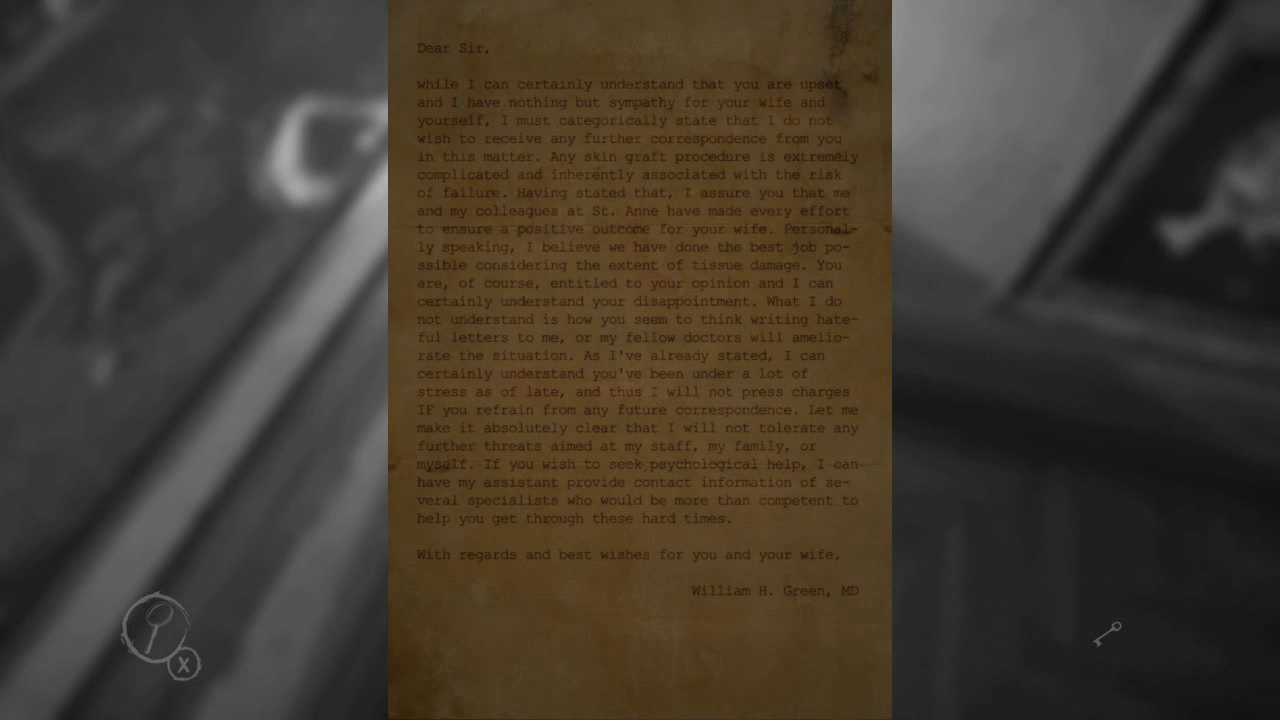 Dear Sir,
while I can certainly understand that you are upset
and I have nothing but sympathy for your wife and
yourself, I must categorically state that I do not
wish to receive any further correspondence from you
in this matter. Any skin graft procedure is extremely
complicated and inherently associated with the risk
of failure. Having stated that, I assure you that me
and my colleagues at St. Anne have made every effort
to ensure a positive outcome for your wife. Personal-
ly speaking, I believe we have done the best job po-
ssible considering the extent of tissue damage. You
are, of course, entitled to your opinion and I can
certainly understand your disappointment. What I do
not understand is how you seem to think writing hate-
ful letters to me, or my fellow doctors will amelio-
rate the situation. As I've already stated, I can
certainly understand you've been under a lot of
stress as of late, and thus I will not press charges
IF you refrain from any future correspondence. Let me
make it absolutely clear that I will not tolerate any
further threats aimed at my staff, my family, or
myself. If you wish to seek psychological help, I can
have my assistant provide contact information of se-
veral specialists who would be more than competent to
help you get through these hard times.
With regards and best wishes for you and your wife.
William H. Green, MD
X